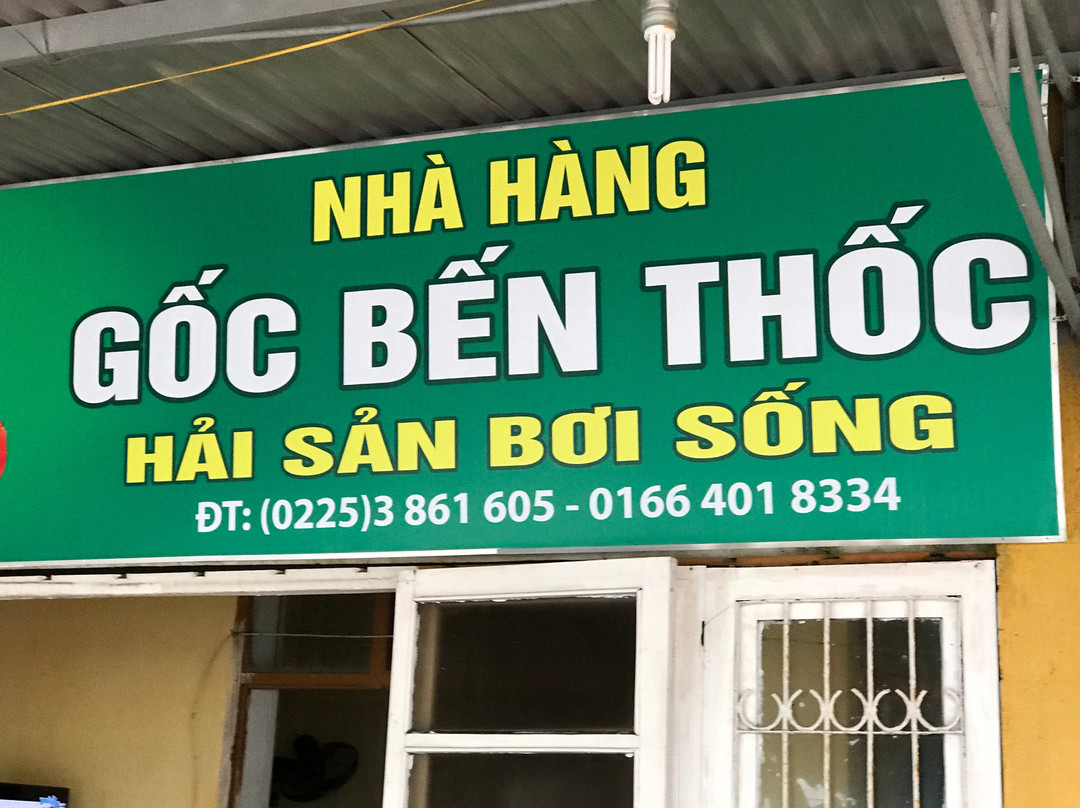 NHÀ HÀNG
GỐC BẾN THỐC
HẢI SẢN BƠI SỐNG
ĐT: (0225)3 861 605 - 0166 401 8334